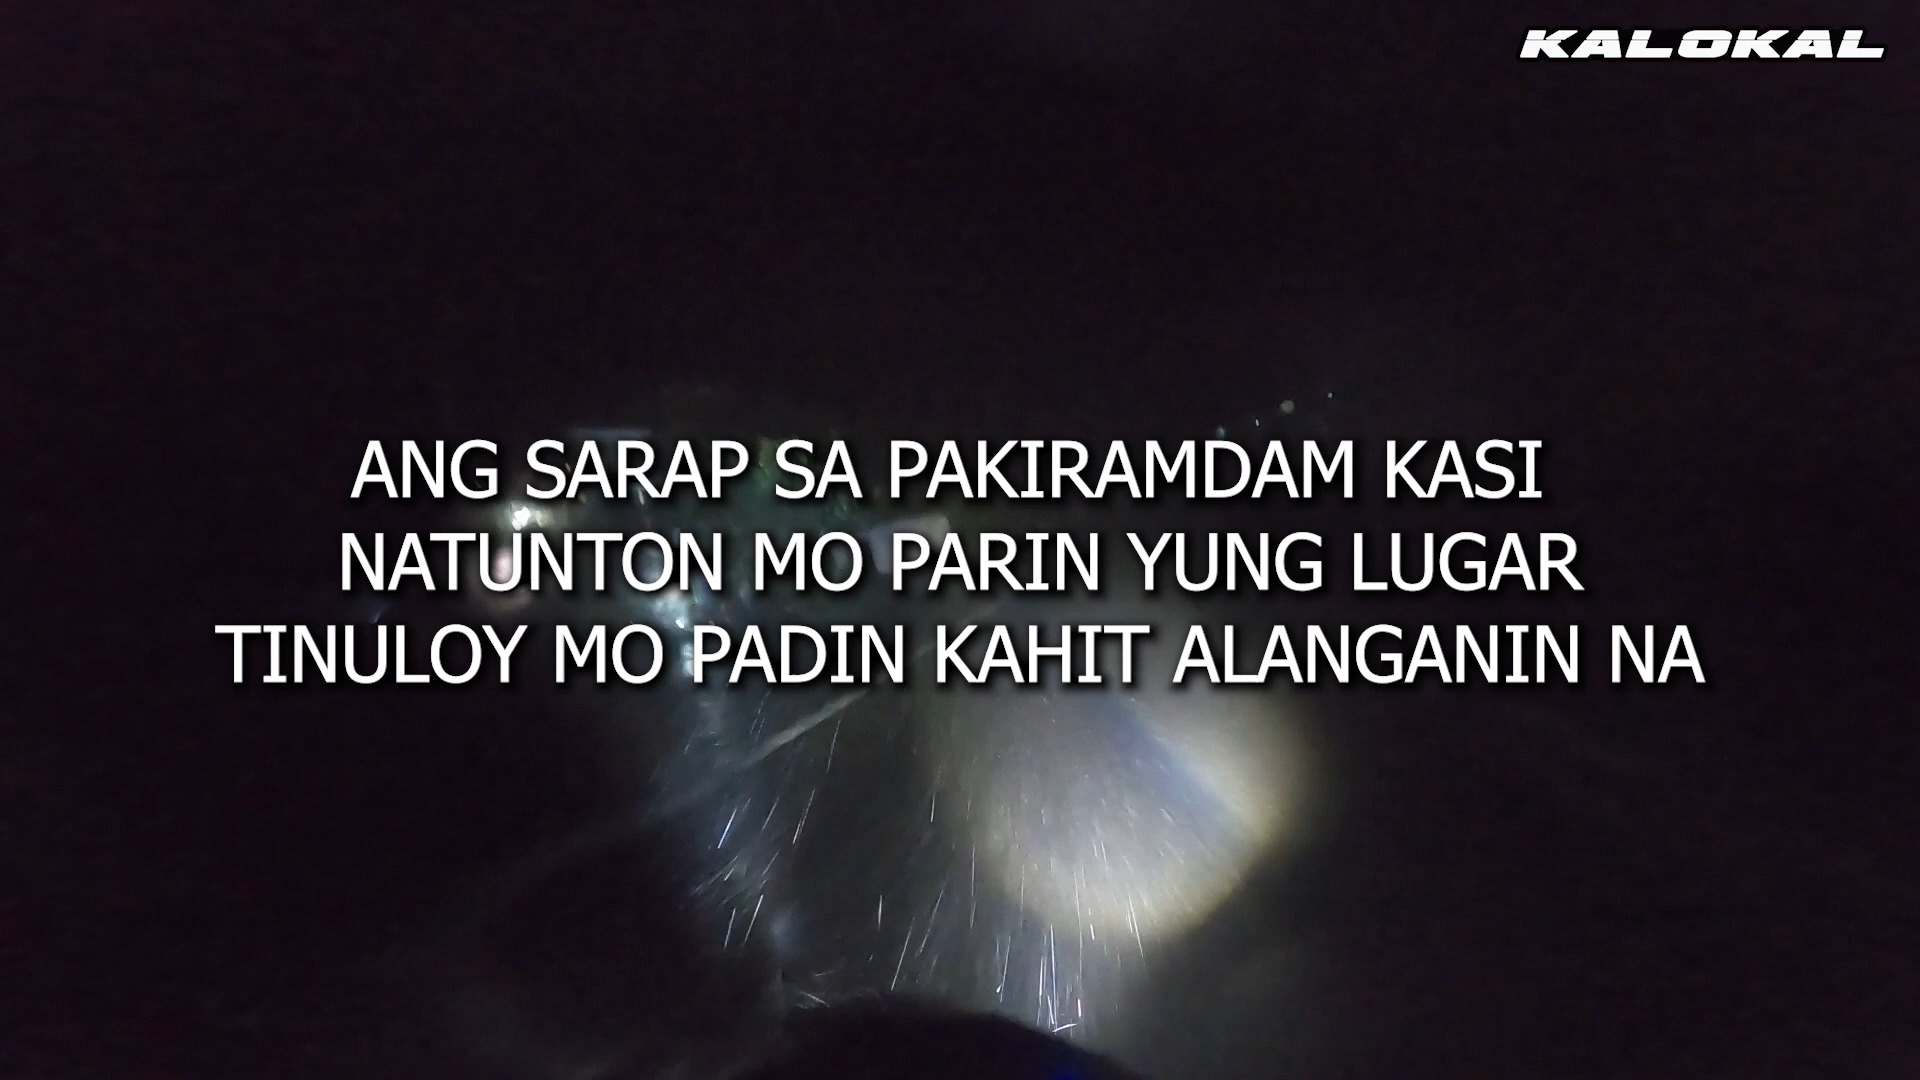 KALOKAL
ANG SARAP SA PAKIRAMDAM KASI
NATUNTON MO PARIN YUNG LUGAR
TINULOY MO PADIN KAHIT ALANGANIN NA